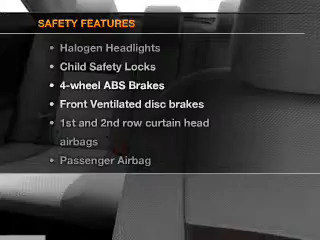 SAFETY FEATURES
• Halogen Headlights
• Child Safety Locks
• 4-wheel ABS Brakes
• Front Ventilated disc brakes
• 1st and 2nd row curtain head
airbags
• Passenger Airbag